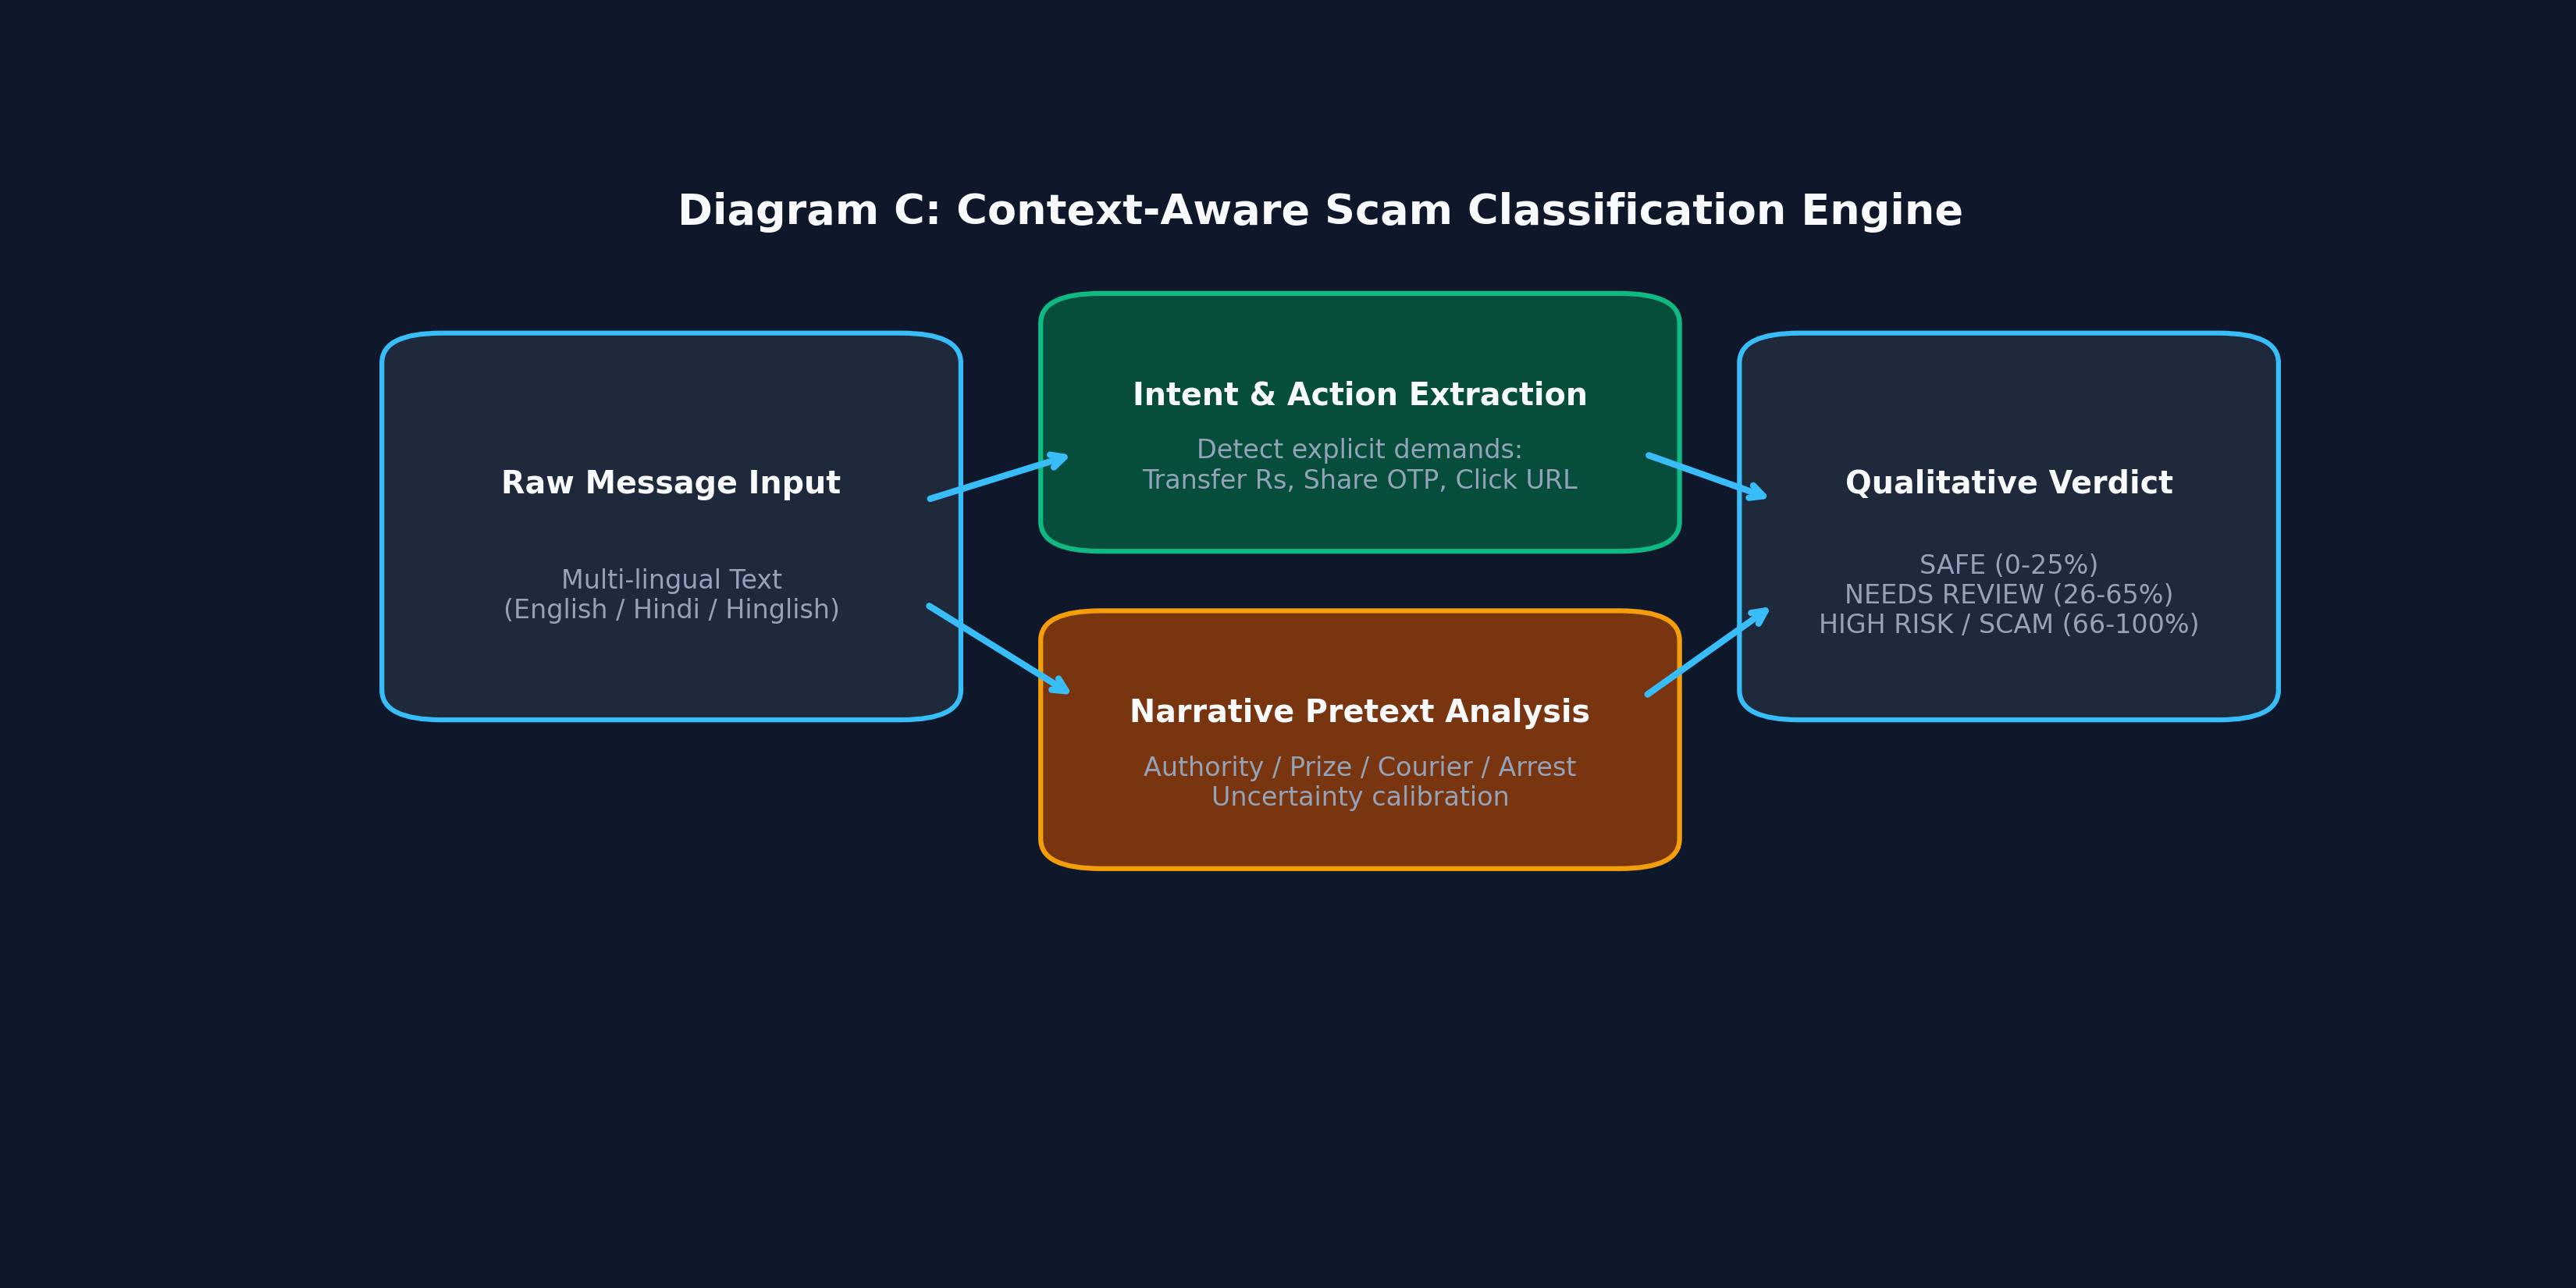 Diagram C: Context-Aware Scam Classification Engine
Raw Message Input
Multi-lingual Text
(English / Hindi / Hinglish)
Intent & Action Extraction
Detect explicit demands:
Transfer Rs, Share OTP, Click URL
Narrative Pretext Analysis
Authority / Prize / Courier / Arrest
Uncertainty calibration
Qualitative Verdict
SAFE (0-25%)
NEEDS REVIEW (26-65%)
HIGH RISK / SCAM (66-100%)